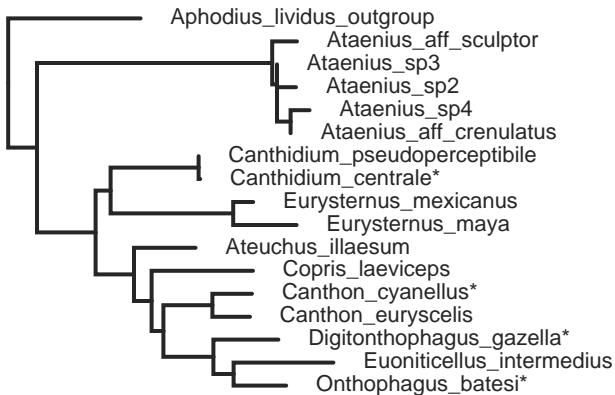 Aphodius_lividus_outgroup
Ataenius_aff_sculptor
Ataenius_sp3
Ataenius_sp2
Ataenius_sp4
Ataenius_aff_crenulatus
Canthidium_pseudoperceptibile
Canthidium_centrale*
Eurysternus_mexicanus
Eurysternus_maya
Ateuchus_illaesum
Copris_laeviceps
Canthon_cyanellus*
Canthon_euryscelis
Digitonthophagus_gazella*
Euoniticellus_intermedius
Onthophagus_batesi*